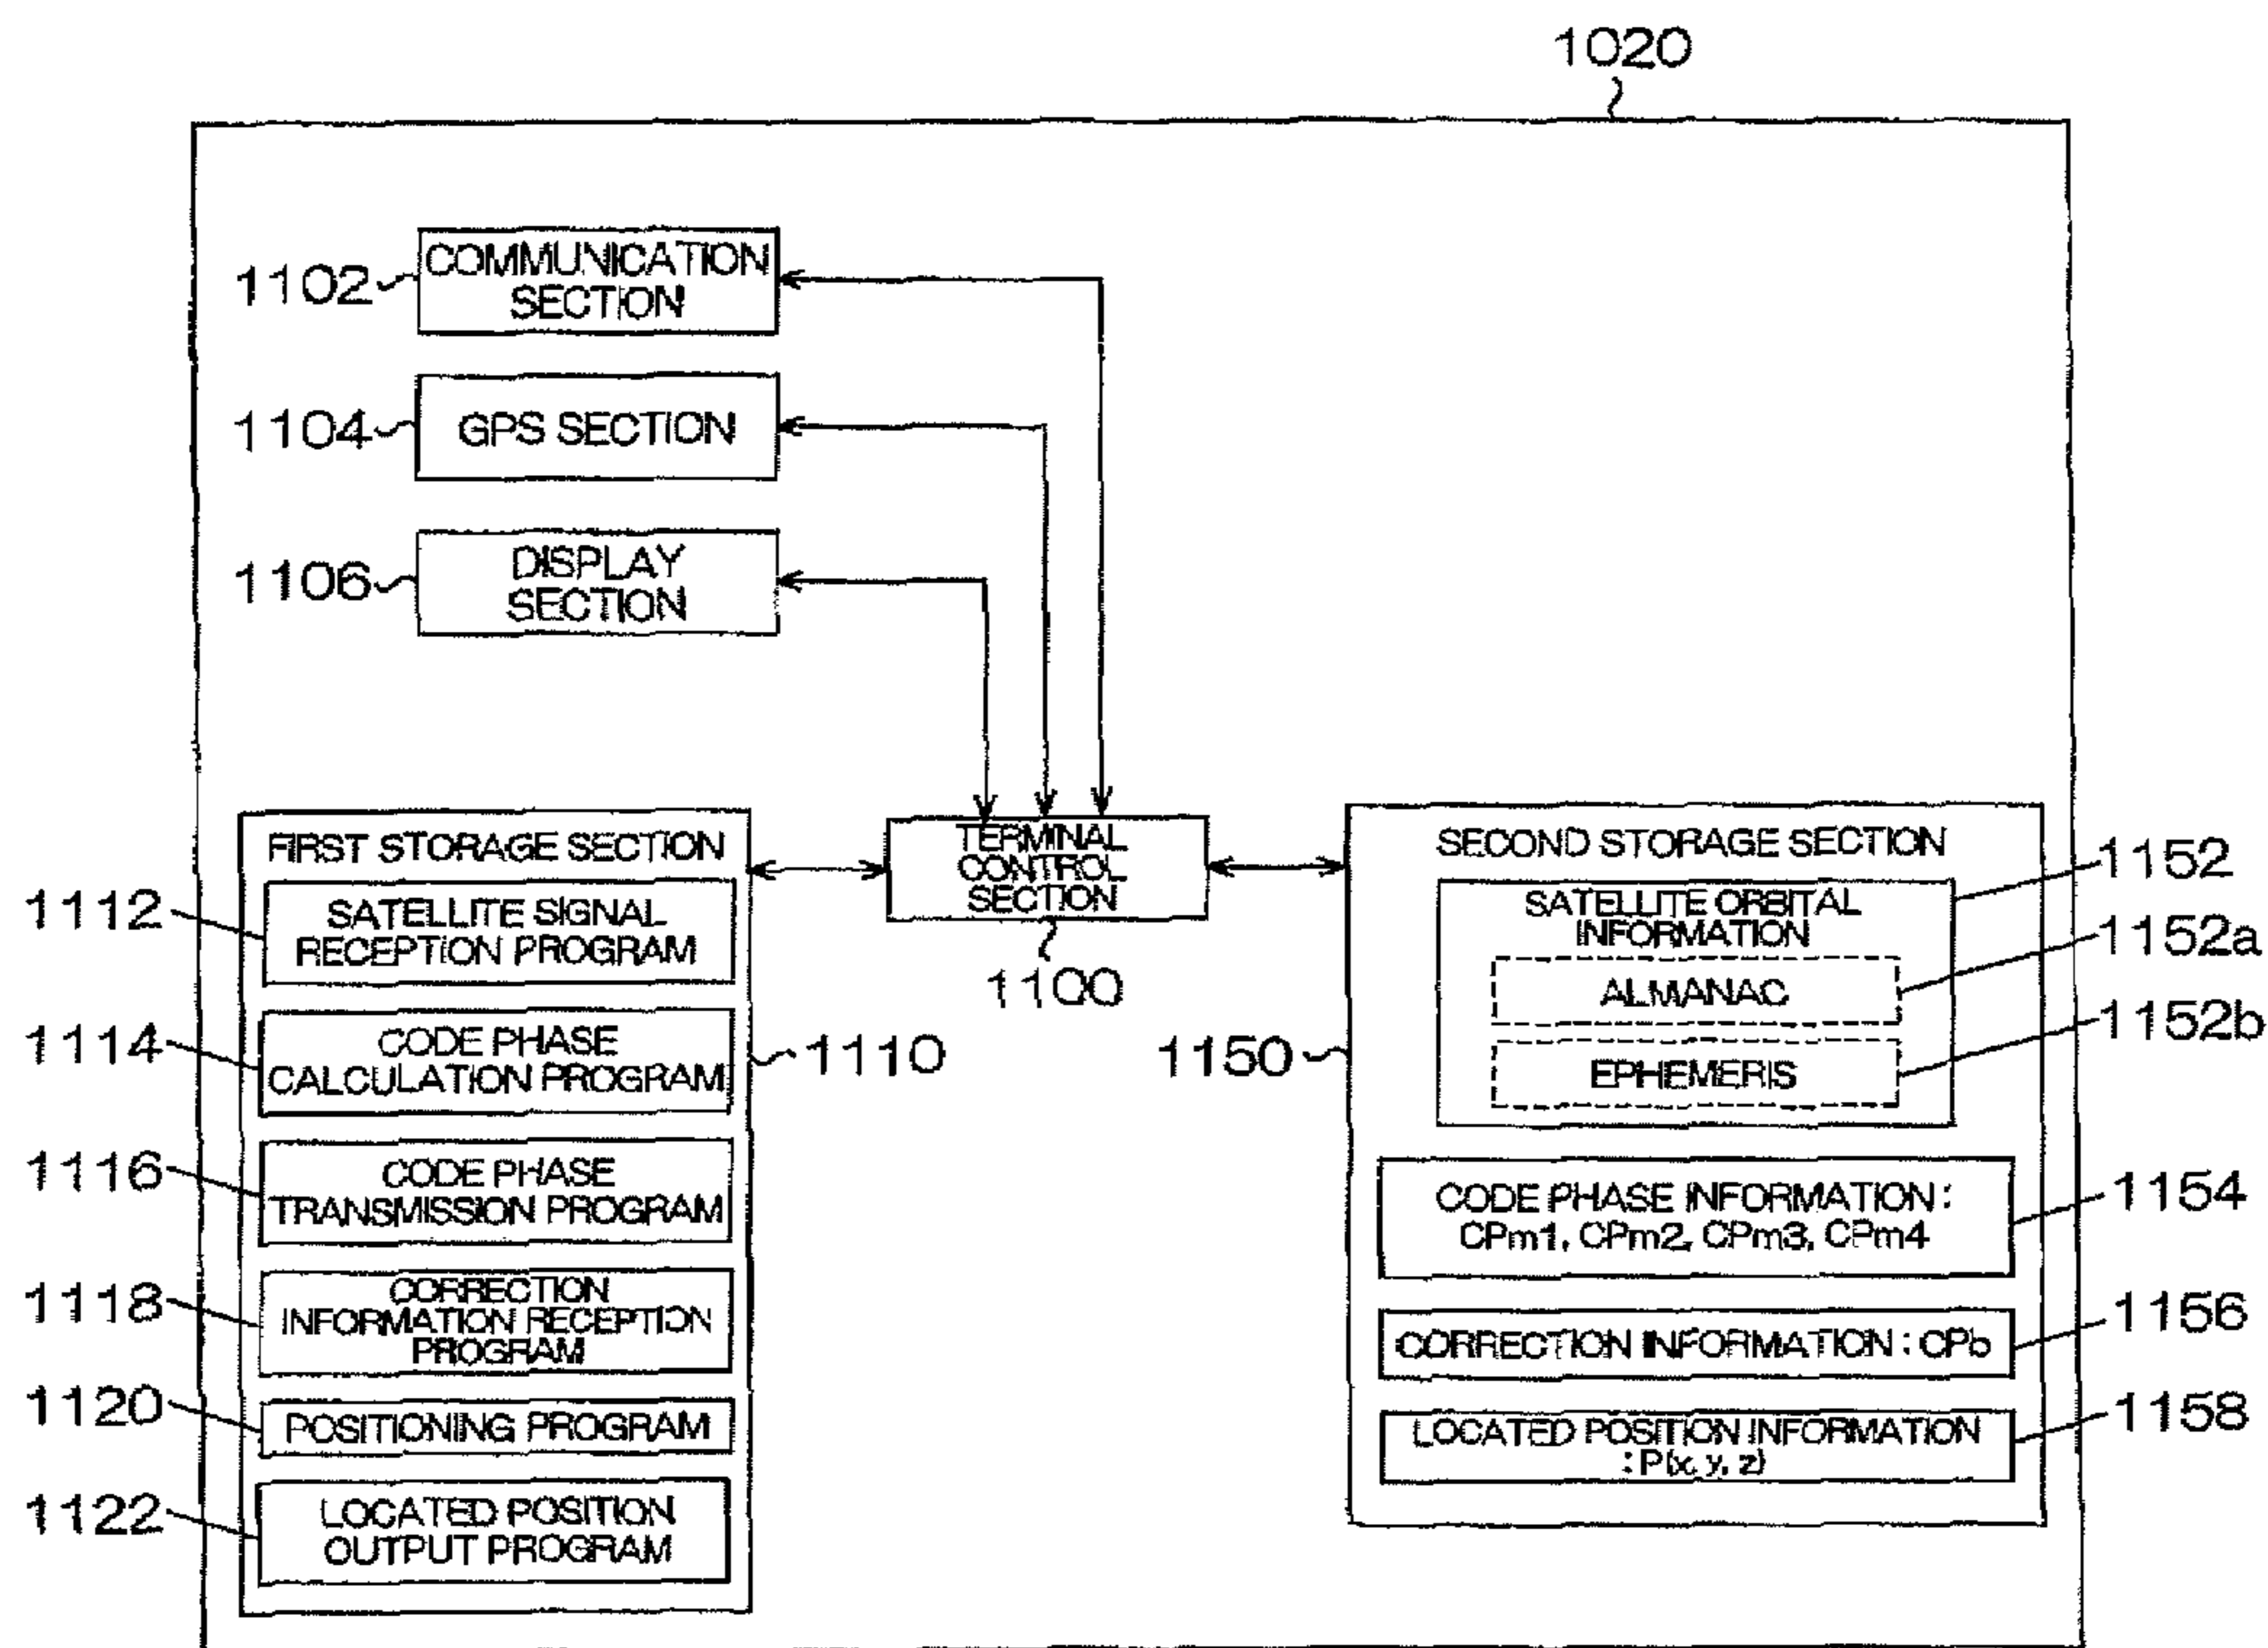 1020
1102
COMMUNICATION
SECTION
1104
GPS SECTION
1106
DISPLAY
SECTION
FIRST STORAGE SECTION
1112
SATELLITE SIGNAL
RECEPTION PROGRAM
1114
CODE PHASE
CALCULATION PROGRAM
1110
1116
CODE PHASE
TRANSMISSION PROGRAM
1118
CORRECTION
INFORMATION RECEPTION
PROGRAM
1120
POSITIONING PROGRAM
1122
LOCATED POSITION
OUTPUT PROGRAM
TERMINAL
CONTROL
SECTION
1100
1150
SECOND STORAGE SECTION
1152
SATELLITE ORBITAL
INFORMATION
1152a
ALMANAC
1152b
EPHEMERIS
CODE PHASE INFORMATION :
CPm1, CPm2, CPm3, CPm4
1154
CORRECTION INFORMATION : CPb
1156
LOCATED POSITION INFORMATION
: P(x, y, z)
1158